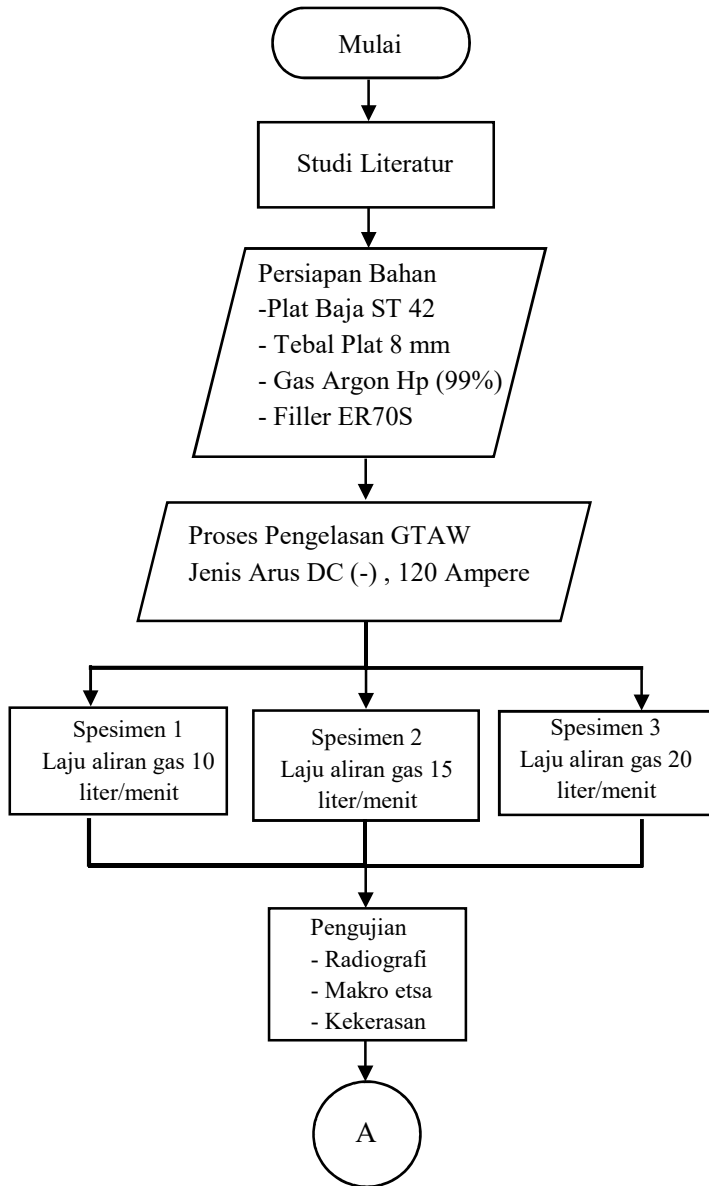 Mulai
Studi Literatur
Persiapan Bahan
-Plat Baja ST 42
- Tebal Plat 8 mm
- Gas Argon Hp (99%)
- Filler ER70S
Proses Pengelasan GTAW
Jenis Arus DC (-) , 120 Ampere
Spesimen 1
Laju aliran gas 10
liter/menit
Spesimen 2
Laju aliran gas 15
liter/menit
Spesimen 3
Laju aliran gas 20
liter/menit
Pengujian
- Radiografi
- Makro etsa
- Kekerasan
A